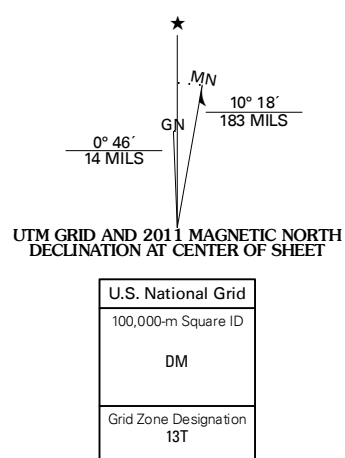 ★
MN
10° 18´
183 MILS
GN
0° 46´
14 MILS
UTM GRID AND 2011 MAGNETIC NORTH
DECLINATION AT CENTER OF SHEET
U.S. National Grid
100,000-m Square ID
DM
Grid Zone Designation
13T